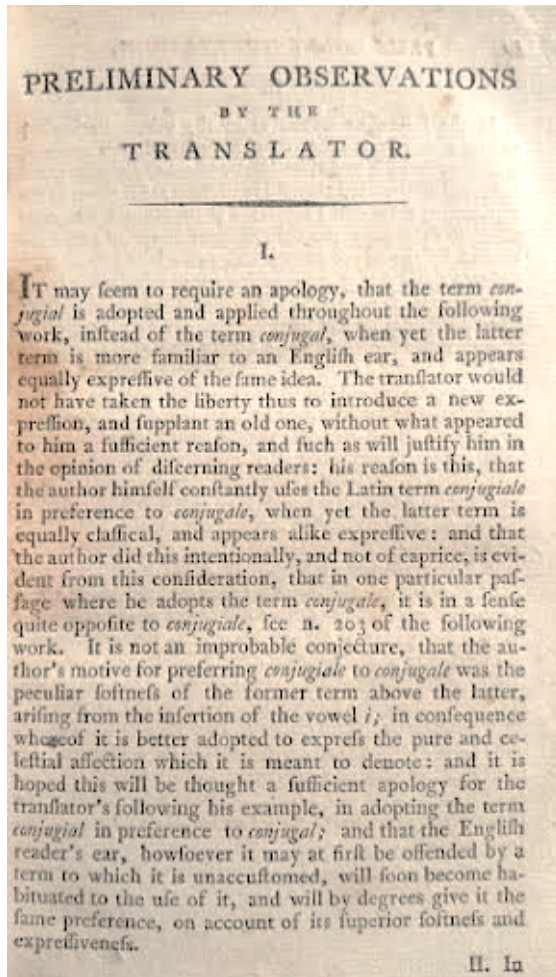 PRELIMINARY OBSERVATIONS
BY THE
TRANSLATOR.
I.
IT may ſeem to require an apology, that the term con-
jugial is adopted and applied throughout the following
work, inſtead of the term conjugal, when yet the latter
term is more familiar to an Engliſh ear, and appears
equally expreſſive of the ſame idea. The tranſlator would
not have taken the liberty thus to introduce a new ex-
preſſion, and ſupplant an old one, without what appeared
to him a ſufficient reaſon, and ſuch as will juſtify him in
the opinion of diſcerning readers: his reaſon is this, that
the author himſelf conſtantly uſes the Latin term conjugiale
in preference to conjugale, when yet the latter term is
equally claſſical, and appears alike expreſſive: and that
the author did this intentionally, and not of caprice, is evi-
dent from this conſideration, that in one particular paſ-
ſage where he adopts the term conjugale, it is in a ſenſe
quite oppoſite to conjugiale, ſee n. 203 of the following
work. It is not an improbable conjecture, that the au-
thor's motive for preferring conjugiale to conjugale was the
peculiar ſoftneſs of the former term above the latter,
ariſing from the inſertion of the vowel i; in conſequence
whereof it is better adopted to expreſs the pure and ce-
leſtial affection which it is meant to denote: and it is
hoped this will be thought a ſufficient apology for the
tranſlator's following his example, in adopting the term
conjugial in preference to conjugal; and that the Engliſh
reader's ear, howſoever it may at firſt be offended by a
term to which it is unaccuſtomed, will ſoon become ha-
bituated to the uſe of it, and will by degrees give it the
ſame preference, on account of its ſuperior ſoftneſs and
expreſſiveneſs.
II. In